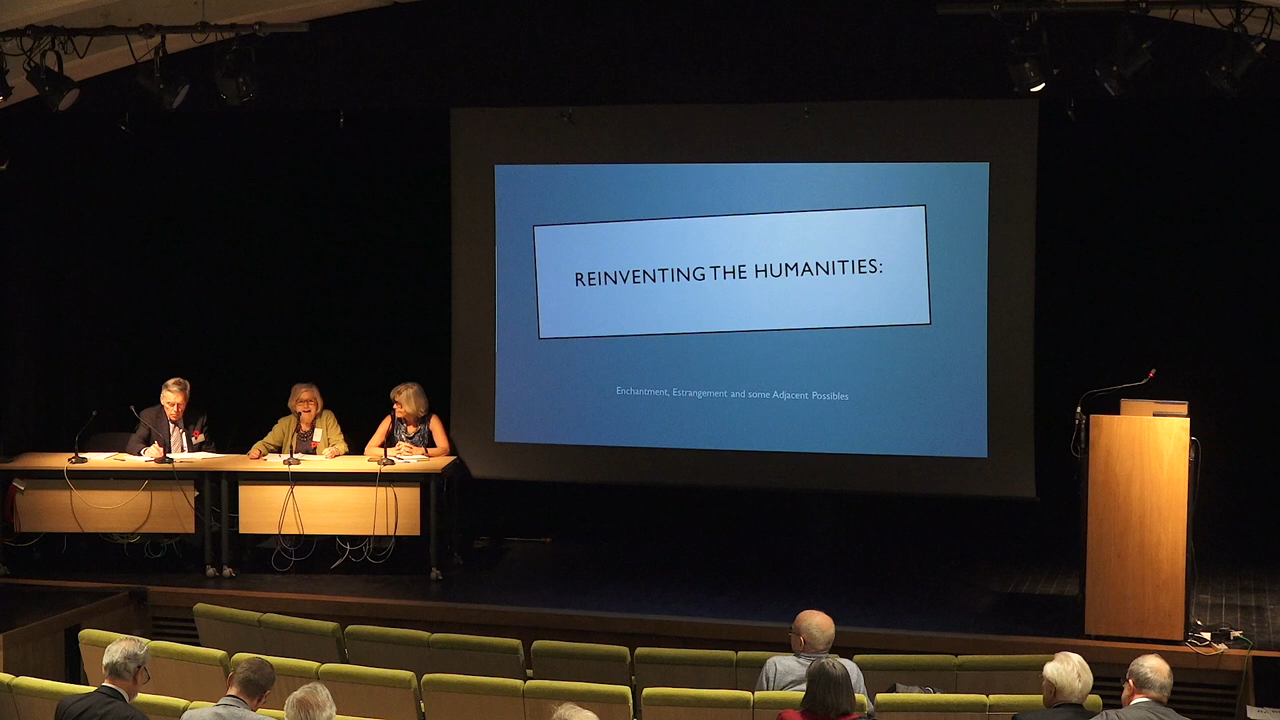 REINVENTING THE HUMANITIES:
Enchantment, Estrangement and some Adjacent Possibles